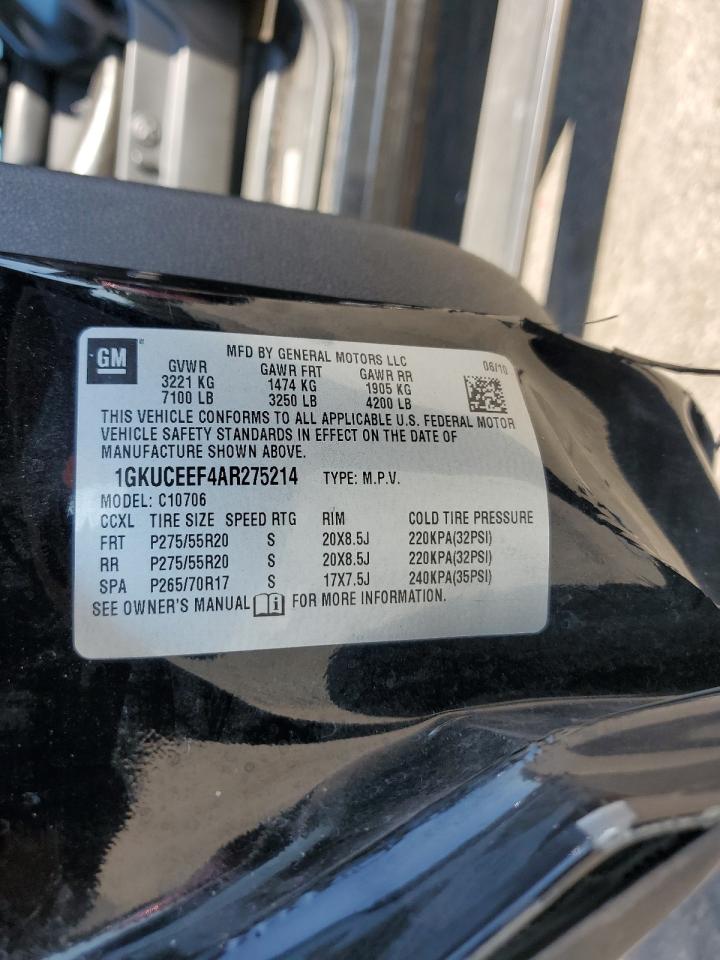 GM
MFD BY GENERAL MOTORS LLC
06/10
GVWR GAWR FRT GAWR RR
3221 KG 1474 KG 1905 KG
7100 LB 3250 LB 4200 LB
THIS VEHICLE CONFORMS TO ALL APPLICABLE U.S. FEDERAL MOTOR
VEHICLE SAFETY STANDARDS IN EFFECT ON THE DATE OF
MANUFACTURE SHOWN ABOVE.
1GKUCEEF4AR275214 TYPE: M.P.V.
MODEL: C10706
CCXL TIRE SIZE SPEED RTG RIM COLD TIRE PRESSURE
FRT P275/55R20 S 20X8.5J 220KPA(32PSI)
RR P275/55R20 S 20X8.5J 220KPA(32PSI)
SPA P265/70R17 S 17X7.5J 240KPA(35PSI)
SEE OWNER'S MANUAL FOR MORE INFORMATION.